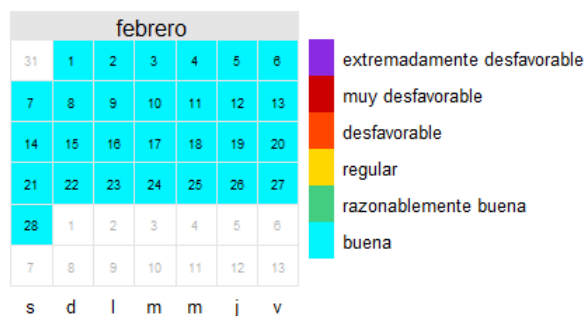 febrero
31 1 2 3 4 5 6
7 8 9 10 11 12 13
14 15 16 17 18 19 20
21 22 23 24 25 26 27
28 1 2 3 4 5 6
7 8 9 10 11 12 13
s d l m m j v
extremadamente desfavorable
muy desfavorable
desfavorable
regular
razonablemente buena
buena